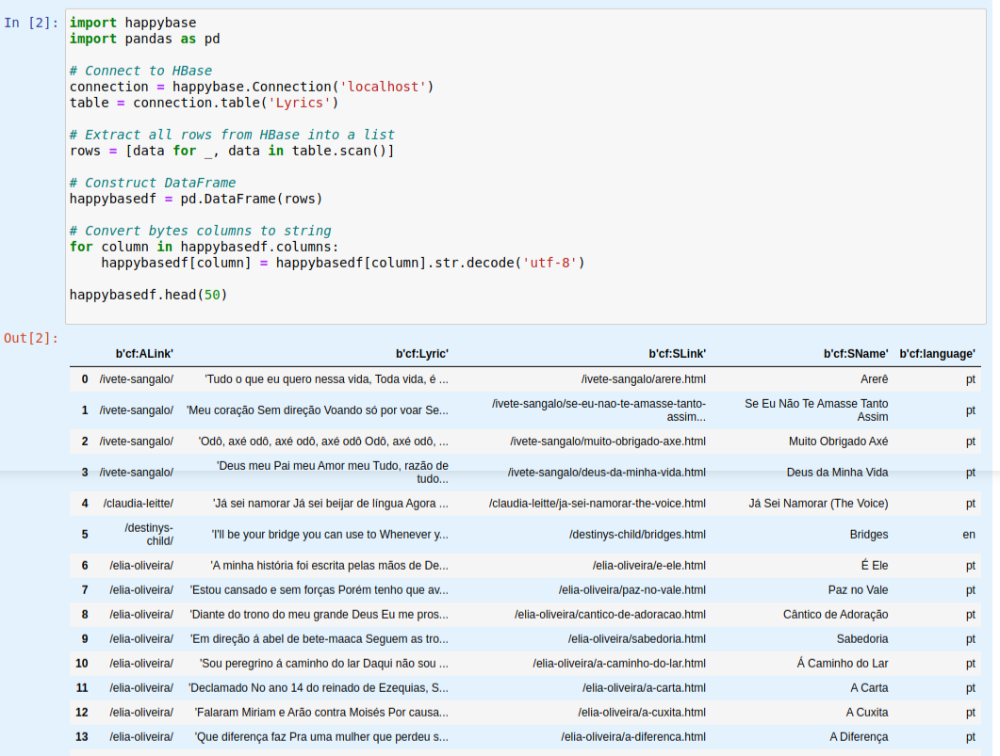 In [2]:
import happybase
import pandas as pd
# Connect to HBase
connection = happybase.Connection('localhost')
table = connection.table('Lyrics')
# Extract all rows from HBase into a list
rows = [data for _, data in table.scan()]
# Construct DataFrame
happybasedf = pd.DataFrame(rows)
# Convert bytes columns to string
for column in happybasedf.columns:
    happybasedf[column] = happybasedf[column].str.decode('utf-8')
happybasedf.head(50)
Out[2]:
b'cf:ALink' b'cf:Lyric' b'cf:SLink' b'cf:SName' b'cf:language'
0 /ivete-sangalo/ 'Tudo o que eu quero nessa vida, Toda vida, é ... /ivete-sangalo/arere.html Arerê pt
1 /ivete-sangalo/ 'Meu coração Sem direção Voando só por voar Se... /ivete-sangalo/se-eu-nao-te-amasse-tanto-assim... Se Eu Não Te Amasse Tanto Assim pt
2 /ivete-sangalo/ 'Odô, axé odô, axé odô, axé odô Odô, axé odô, ... /ivete-sangalo/muito-obrigado-axe.html Muito Obrigado Axé pt
3 /ivete-sangalo/ 'Deus meu Pai meu Amor meu Tudo, razão de tudo... /ivete-sangalo/deus-da-minha-vida.html Deus da Minha Vida pt
4 /claudia-leitte/ 'Já sei namorar Já sei beijar de língua Agora ... /claudia-leitte/ja-sei-namorar-the-voice.html Já Sei Namorar (The Voice) pt
5 /destinys-child/ 'I'll be your bridge you can use to Whenever y... /destinys-child/bridges.html Bridges en
6 /elia-oliveira/ 'A minha história foi escrita pelas mãos de De... /elia-oliveira/e-ele.html É Ele pt
7 /elia-oliveira/ 'Estou cansado e sem forças Porém tenho que av... /elia-oliveira/paz-no-vale.html Paz no Vale pt
8 /elia-oliveira/ 'Diante do trono do meu grande Deus Eu me pros... /elia-oliveira/cantico-de-adoracao.html Cântico de Adoração pt
9 /elia-oliveira/ 'Em direção á abel de bete-maaca Seguem as tro... /elia-oliveira/sabedoria.html Sabedoria pt
10 /elia-oliveira/ 'Sou peregrino á caminho do lar Daqui não sou ... /elia-oliveira/a-caminho-do-lar.html Á Caminho do Lar pt
11 /elia-oliveira/ 'Declamado No ano 14 do reinado de Ezequias, S... /elia-oliveira/a-carta.html A Carta pt
12 /elia-oliveira/ 'Falaram Miriam e Arão contra Moisés Por causa... /elia-oliveira/a-cuxita.html A Cuxita pt
13 /elia-oliveira/ 'Que diferença faz Pra uma mulher que perdeu s... /elia-oliveira/a-diferenca.html A Diferença pt